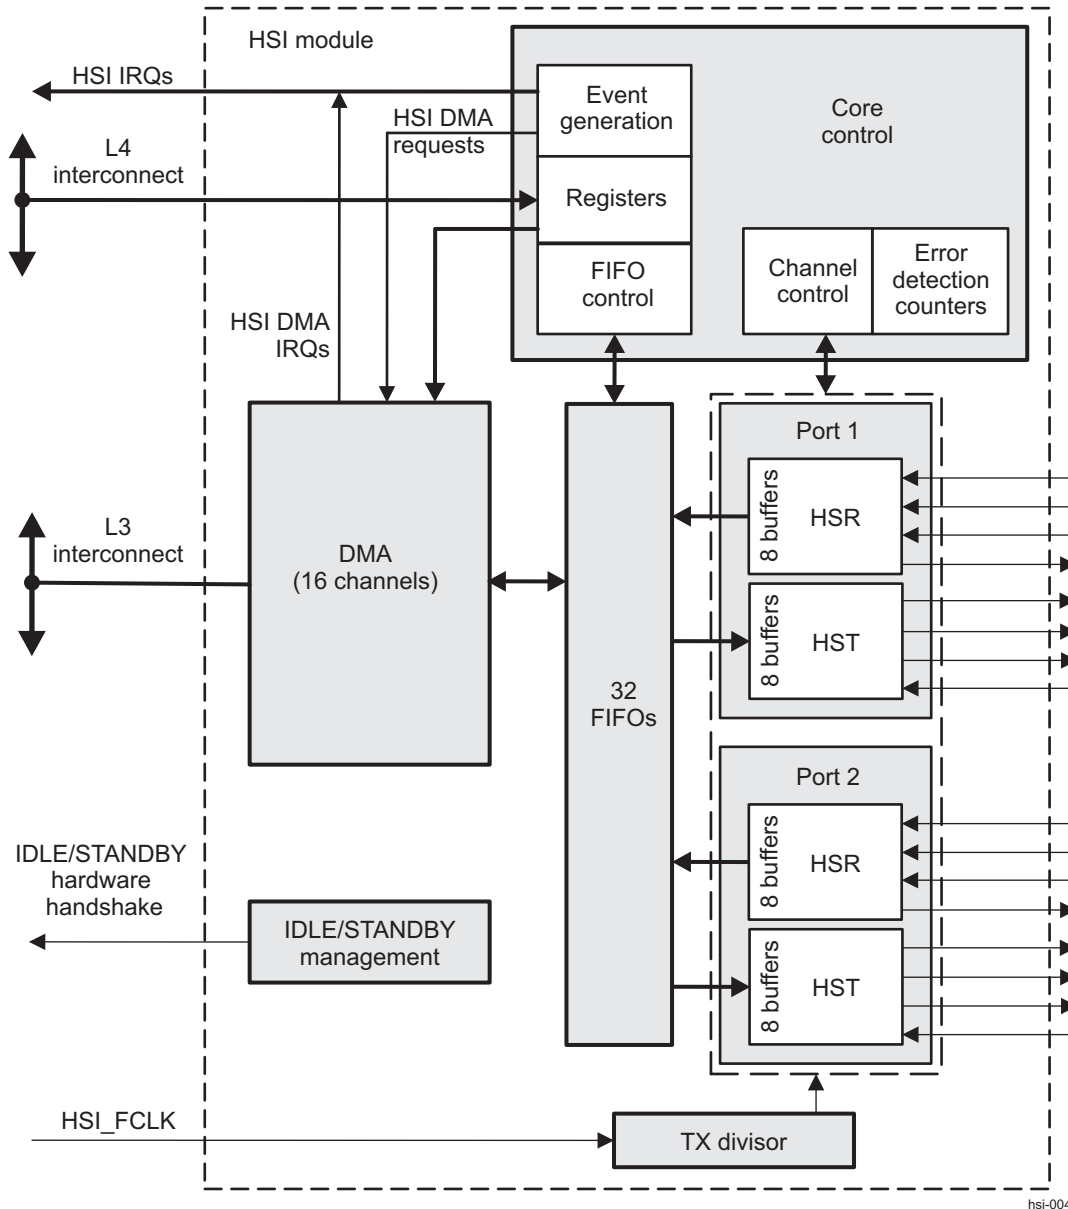 HSI module
HSI IRQs
Event
generation
Core
control
HSI DMA
requests
L4
interconnect
Registers
FIFO
control
Channel
control
Error
detection
counters
HSI DMA
IRQs
Port 1
8 buffers
HSR
L3
interconnect
DMA
(16 channels)
8 buffers
HST
32
FIFOs
Port 2
8 buffers
HSR
IDLE/STANDBY
hardware
handshake
IDLE/STANDBY
management
8 buffers
HST
HSI_FCLK
TX divisor
hsi-004